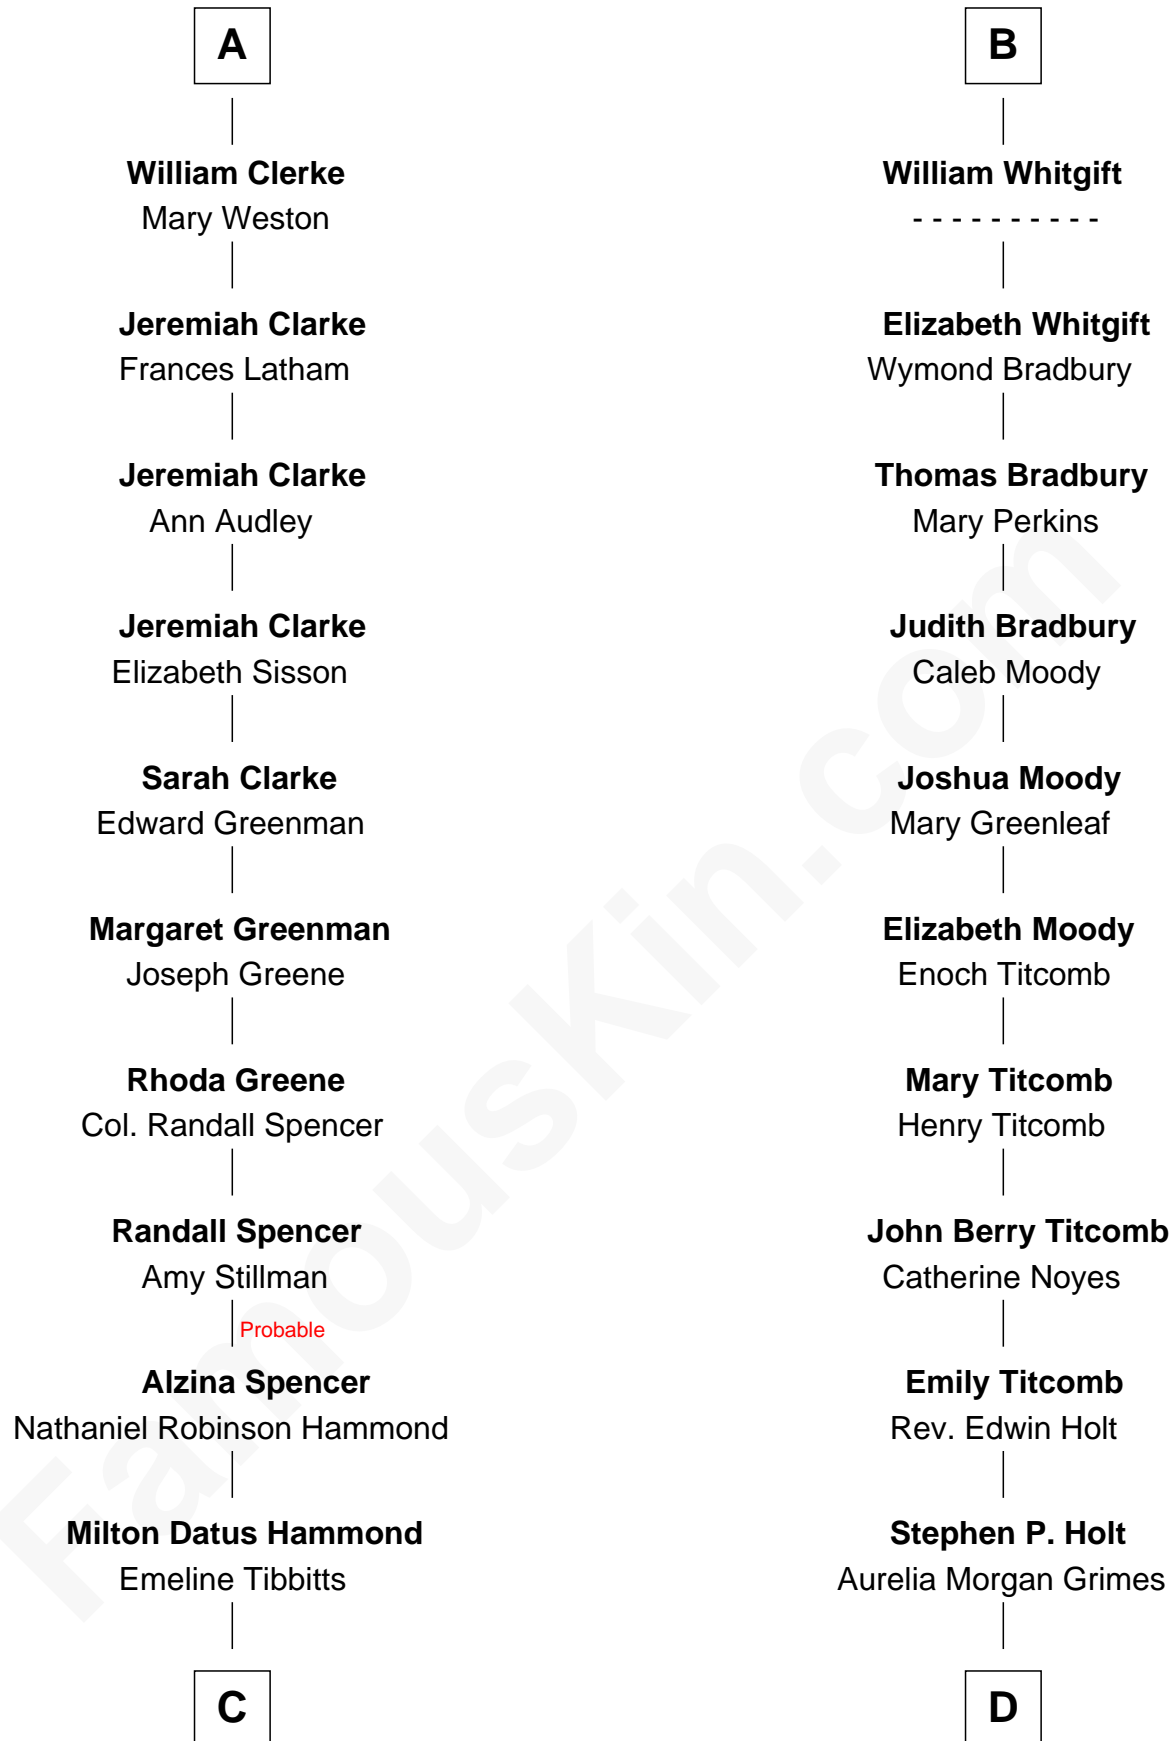 A
William Clerke
Mary Weston
Jeremiah Clarke
Frances Latham
Jeremiah Clarke
Ann Audley
Jeremiah Clarke
Elizabeth Sisson
Sarah Clarke
Edward Greenman
Margaret Greenman
Joseph Greene
Rhoda Greene
Col. Randall Spencer
Randall Spencer
Amy Stillman
Probable
Alzina Spencer
Nathaniel Robinson Hammond
Milton Datus Hammond
Emeline Tibbitts
C
B
William Whitgift
- - - - - - - - - -
Elizabeth Whitgift
Wymond Bradbury
Thomas Bradbury
Mary Perkins
Judith Bradbury
Caleb Moody
Joshua Moody
Mary Greenleaf
Elizabeth Moody
Enoch Titcomb
Mary Titcomb
Henry Titcomb
John Berry Titcomb
Catherine Noyes
Emily Titcomb
Rev. Edwin Holt
Stephen P. Holt
Aurelia Morgan Grimes
D
FamousKin.com